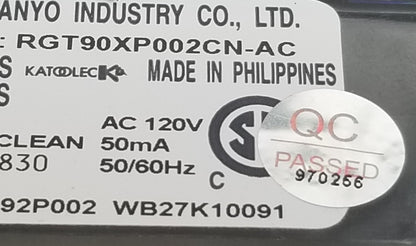 ANYO INDUSTRY CO., LTD.
: RGT90XP002CN-AC
S KATOOLEC MADE IN PHILIPPINES
S
CLEAN AC 120V
830 50mA
50/60Hz
C
QC
PASSED
970266
92P002 WB27K10091